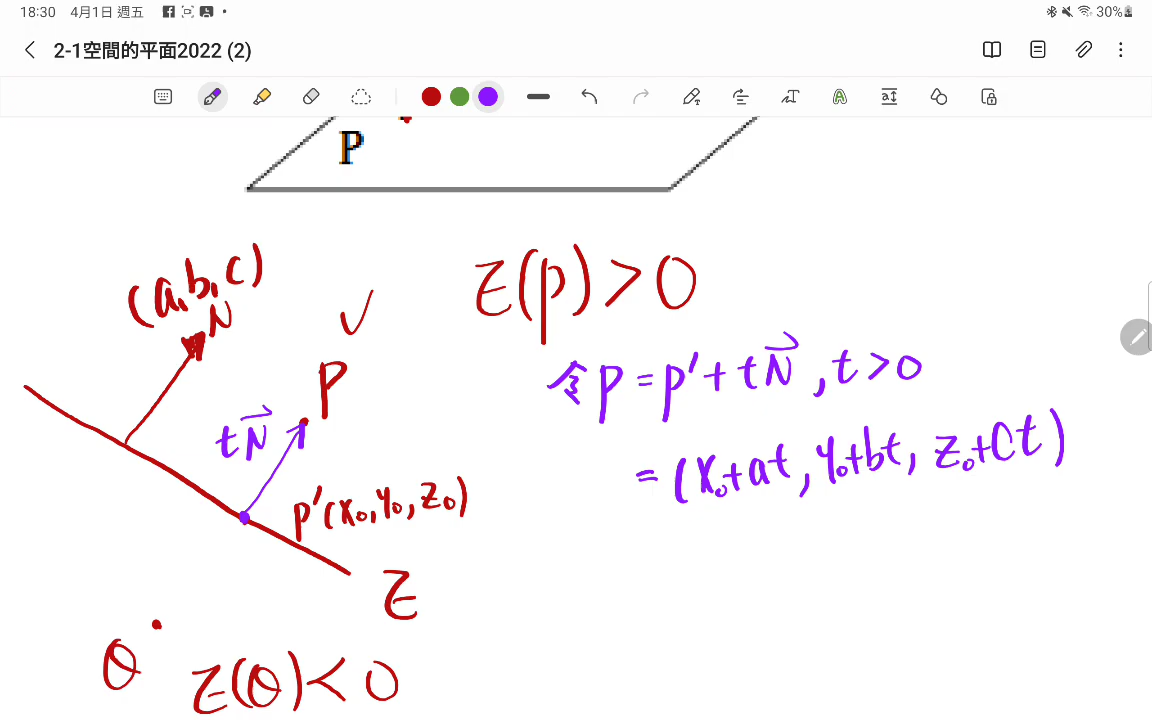 18:30 4月1日 週五
30%
2-1空間的平面2022 (2)
P
(a,b,c)
N
✓
P
E(p)>0
令p=p'+tN⃗,t>0
=(x₀+at,y₀+bt,z₀+ct)
tN⃗
p'(x₀,y₀,z₀)
E
Q
E(Q)<0